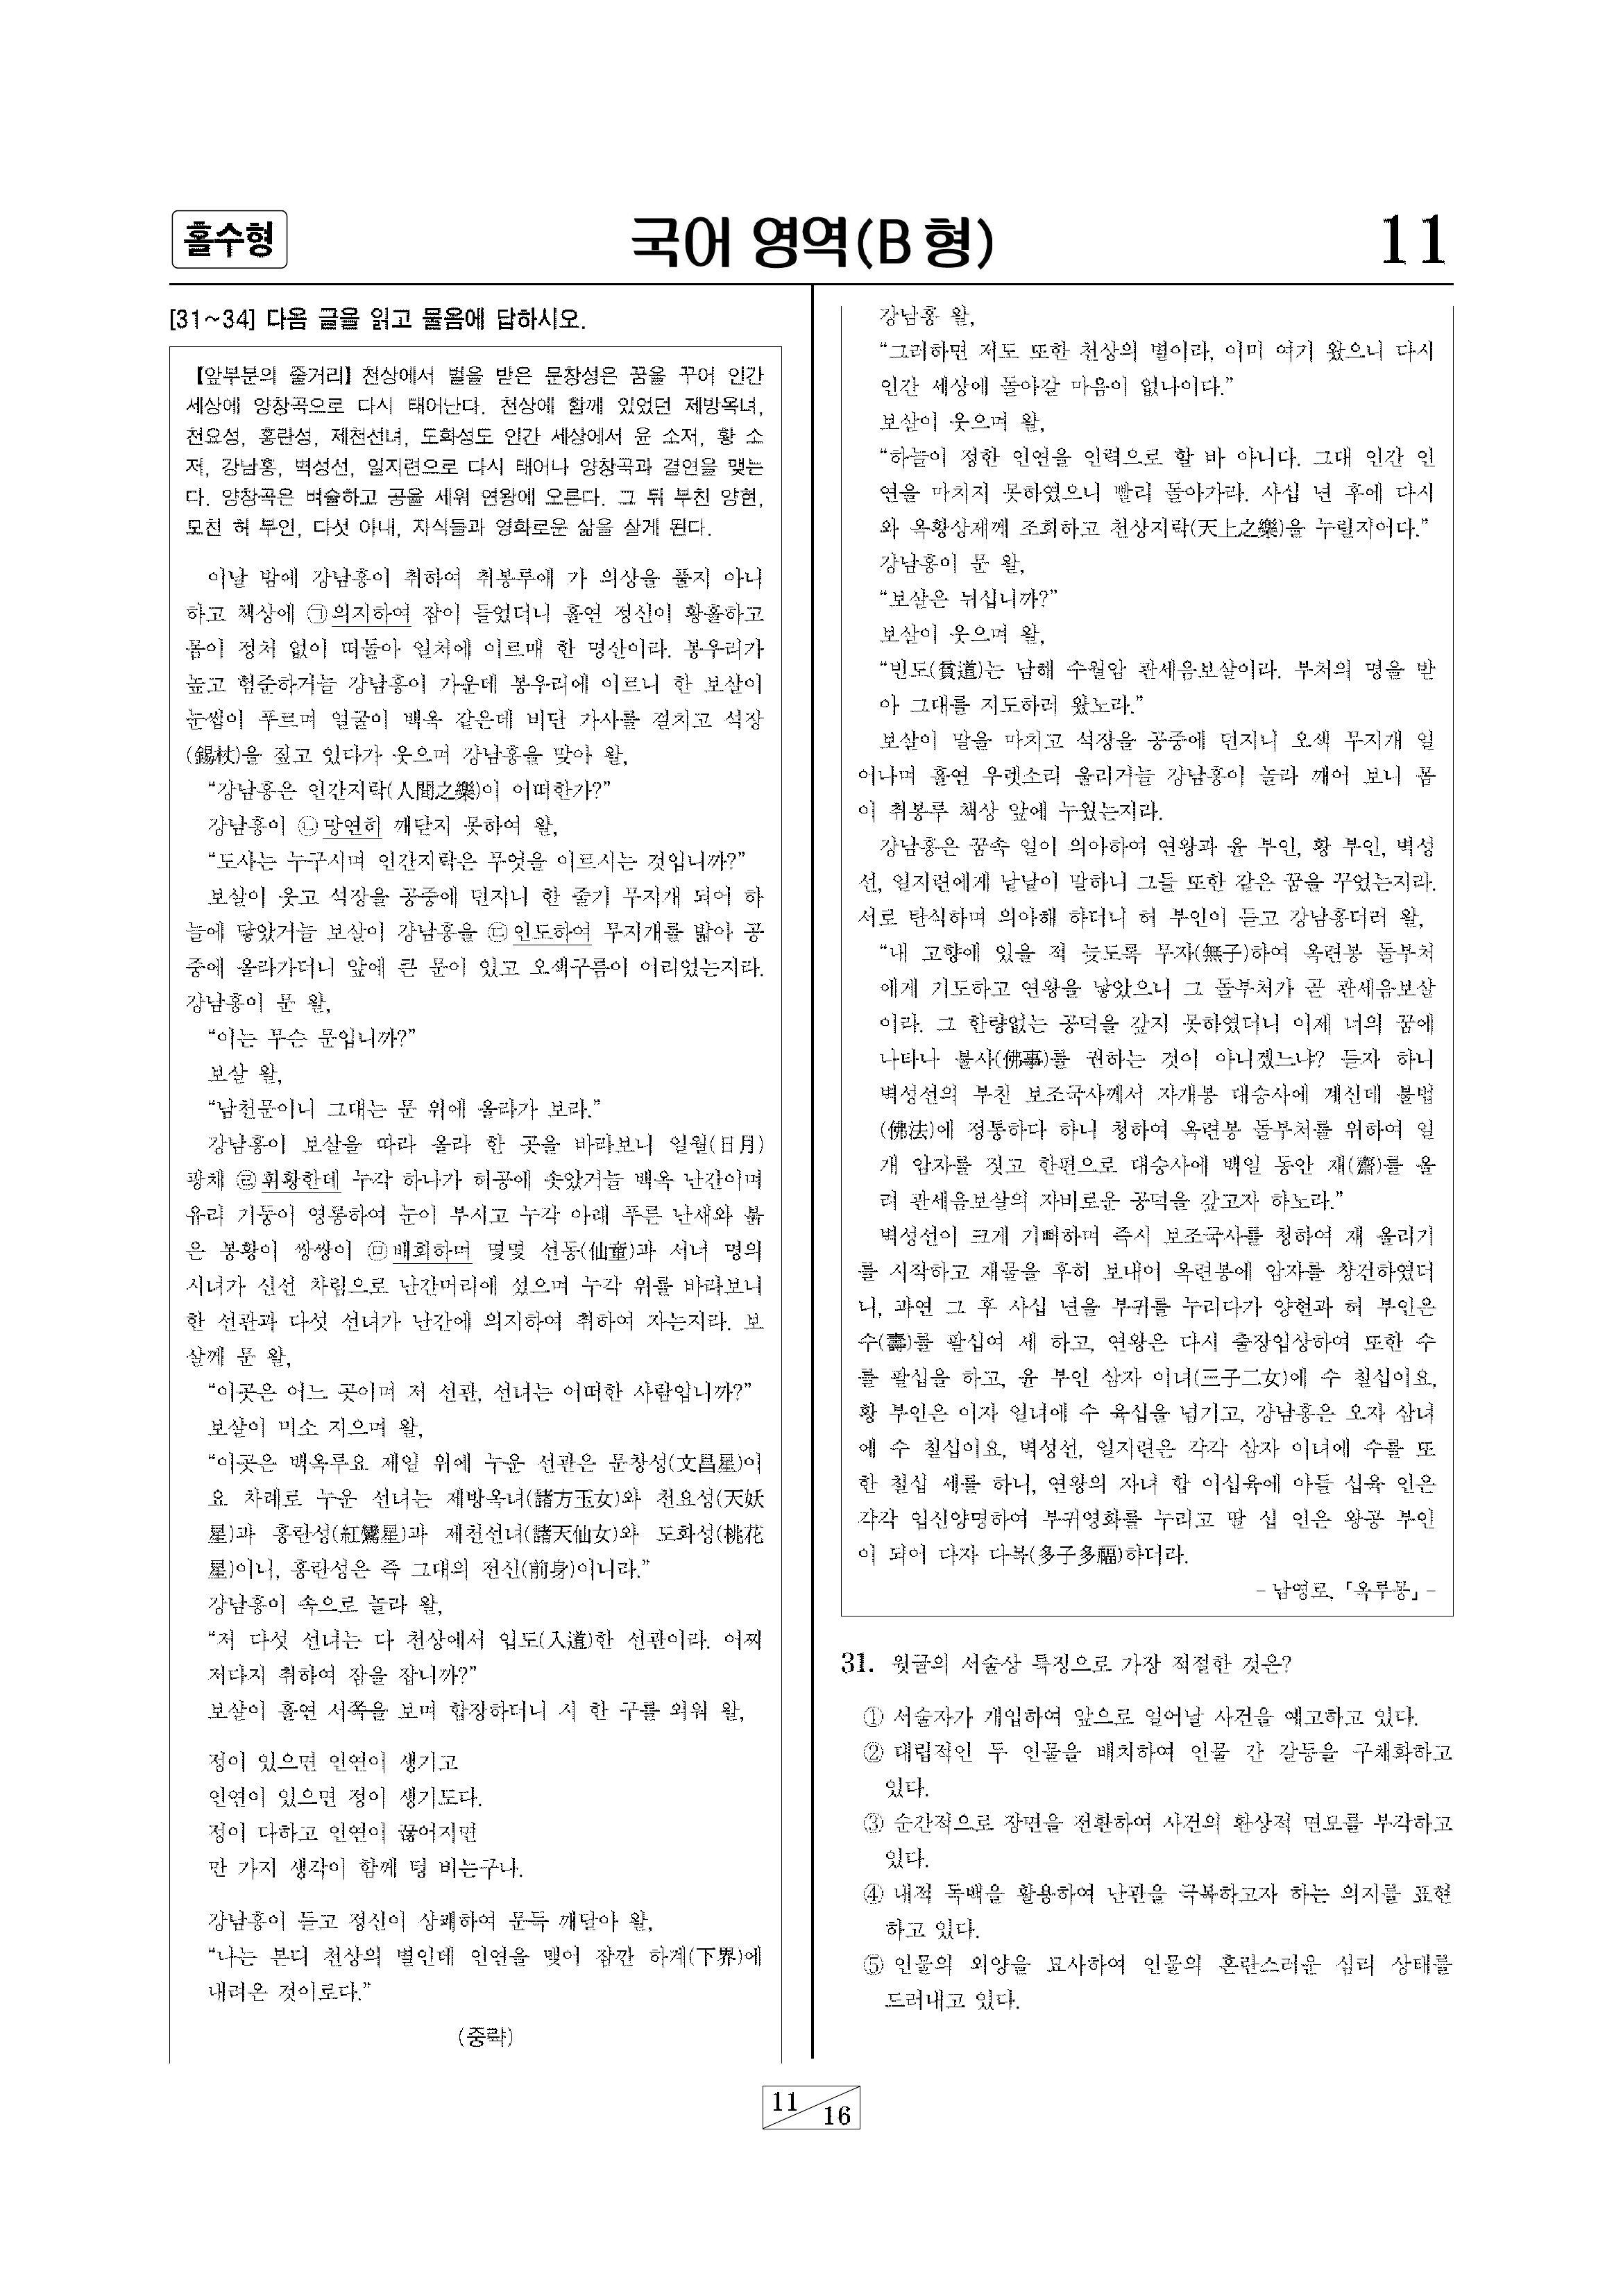 홀수형
국어 영역(B형)
11
[31~34] 다음 글을 읽고 물음에 답하시오.
【앞부분의 줄거리】 천상에서 벌을 받은 문창성은 꿈을 꾸어 인간
세상에 양창곡으로 다시 태어난다. 천상에 함께 있었던 제방옥녀,
천요성, 홍란성, 제천선녀, 도화성도 인간 세상에서 윤 소저, 황 소
저, 강남홍, 벽성선, 일지련으로 다시 태어나 양창곡과 결연을 맺는
다. 양창곡은 벼슬하고 공을 세워 연왕에 오른다. 그 뒤 부친 양현,
모친 허 부인, 다섯 아내, 자식들과 영화로운 삶을 살게 된다.
이날 밤에 강남홍이 취하여 취봉루에 가 의상을 풀지 아니
하고 책상에 ㉠의지하여 잠이 들었더니 홀연 정신이 황홀하고
몸이 정처 없이 떠돌아 일처에 이르매 한 명산이라. 봉우리가
높고 험준하거늘 강남홍이 가운데 봉우리에 이르니 한 보살이
눈썹이 푸르며 얼굴이 백옥 같은데 비단 가사를 걸치고 석장
(錫杖)을 짚고 있다가 웃으며 강남홍을 맞아 왈,
“강남홍은 인간지락(人間之樂)이 어떠한가?”
강남홍이 ㉡망연히 깨닫지 못하여 왈,
“도사는 누구시며 인간지락은 무엇을 이르시는 것입니까?”
보살이 웃고 석장을 공중에 던지니 한 줄기 무지개 되어 하
늘에 닿았거늘 보살이 강남홍을 ㉢인도하여 무지개를 밟아 공
중에 올라가더니 앞에 큰 문이 있고 오색구름이 어리었는지라.
강남홍이 문 왈,
“이는 무슨 문입니까?”
보살 왈,
“남천문이니 그대는 문 위에 올라가 보라.”
강남홍이 보살을 따라 올라 한 곳을 바라보니 일월(日月)
광채 ㉣휘황한데 누각 하나가 허공에 솟았거늘 백옥 난간이며
유리 기둥이 영롱하여 눈이 부시고 누각 아래 푸른 난새와 붉
은 봉황이 쌍쌍이 ㉤배회하며 몇몇 선동(仙童)과 서너 명의
시녀가 신선 차림으로 난간머리에 섰으며 누각 위를 바라보니
한 선관과 다섯 선녀가 난간에 의지하여 취하여 자는지라. 보
살께 문 왈,
“이곳은 어느 곳이며 저 선관, 선녀는 어떠한 사람입니까?”
보살이 미소 지으며 왈,
“이곳은 백옥루요 제일 위에 누운 선관은 문창성(文昌星)이
요 차례로 누운 선녀는 제방옥녀(諸方玉女)와 천요성(天妖
星)과 홍란성(紅鸞星)과 제천선녀(諸天仙女)와 도화성(桃花
星)이니, 홍란성은 즉 그대의 전신(前身)이니라.”
강남홍이 속으로 놀라 왈,
“저 다섯 선녀는 다 천상에서 입도(入道)한 선관이라. 어찌
저다지 취하여 잠을 잡니까?”
보살이 홀연 서쪽을 보며 합장하더니 시 한 구를 외워 왈,
정이 있으면 인연이 생기고
인연이 있으면 정이 생기도다.
정이 다하고 인연이 끊어지면
만 가지 생각이 함께 텅 비는구나.
강남홍이 듣고 정신이 상쾌하여 문득 깨달아 왈,
“나는 본디 천상의 별인데 인연을 맺어 잠깐 하계(下界)에
내려온 것이로다.”
(중략)
강남홍 왈,
“그러하면 저도 또한 천상의 별이라, 이미 여기 왔으니 다시
인간 세상에 돌아갈 마음이 없나이다.”
보살이 웃으며 왈,
“하늘이 정한 인연을 인력으로 할 바 아니다. 그대 인간 인
연을 마치지 못하였으니 빨리 돌아가라. 사십 년 후에 다시
와 옥황상제께 조회하고 천상지락(天上之樂)을 누릴지어다.”
강남홍이 문 왈,
“보살은 뉘십니까?”
보살이 웃으며 왈,
“빈도(貧道)는 남해 수월암 관세음보살이라. 부처의 명을 받
아 그대를 지도하러 왔노라.”
보살이 말을 마치고 석장을 공중에 던지니 오색 무지개 일
어나며 홀연 우렛소리 울리거늘 강남홍이 놀라 깨어 보니 몸
이 취봉루 책상 앞에 누웠는지라.
강남홍은 꿈속 일이 의아하여 연왕과 윤 부인, 황 부인, 벽성
선, 일지련에게 낱낱이 말하니 그들 또한 같은 꿈을 꾸었는지라.
서로 탄식하며 의아해 하더니 허 부인이 듣고 강남홍더러 왈,
“내 고향에 있을 적 늦도록 무자(無子)하여 옥련봉 돌부처
에게 기도하고 연왕을 낳았으니 그 돌부처가 곧 관세음보살
이라. 그 한량없는 공덕을 갚지 못하였더니 이제 너의 꿈에
나타나 불사(佛事)를 권하는 것이 아니겠느냐? 듣자 하니
벽성선의 부친 보조국사께서 자개봉 대승사에 계신데 불법
(佛法)에 정통하다 하니 청하여 옥련봉 돌부처를 위하여 일
개 암자를 짓고 한편으로 대승사에 백일 동안 재(齋)를 올
려 관세음보살의 자비로운 공덕을 갚고자 하노라.”
벽성선이 크게 기뻐하며 즉시 보조국사를 청하여 재 올리기
를 시작하고 재물을 후히 보내어 옥련봉에 암자를 창건하였더
니, 과연 그 후 사십 년을 부귀를 누리다가 양현과 허 부인은
수(壽)를 팔십여 세 하고, 연왕은 다시 출장입상하여 또한 수
를 팔십을 하고, 윤 부인 삼자 이녀(三子二女)에 수 칠십이요,
황 부인은 이자 일녀에 수 육십을 넘기고, 강남홍은 오자 삼녀
에 수 칠십이요, 벽성선, 일지련은 각각 삼자 이녀에 수를 또
한 칠십 세를 하니, 연왕의 자녀 합 이십육에 아들 십육 인은
각각 입신양명하여 부귀영화를 누리고 딸 십 인은 왕공 부인
이 되어 다자 다복(多子多福)하더라.
- 남영로, 「옥루몽」 -
31. 윗글의 서술상 특징으로 가장 적절한 것은?
① 서술자가 개입하여 앞으로 일어날 사건을 예고하고 있다.
② 대립적인 두 인물을 배치하여 인물 간 갈등을 구체화하고
있다.
③ 순간적으로 장면을 전환하여 사건의 환상적 면모를 부각하고
있다.
④ 내적 독백을 활용하여 난관을 극복하고자 하는 의지를 표현
하고 있다.
⑤ 인물의 외양을 묘사하여 인물의 혼란스러운 심리 상태를
드러내고 있다.
11
16